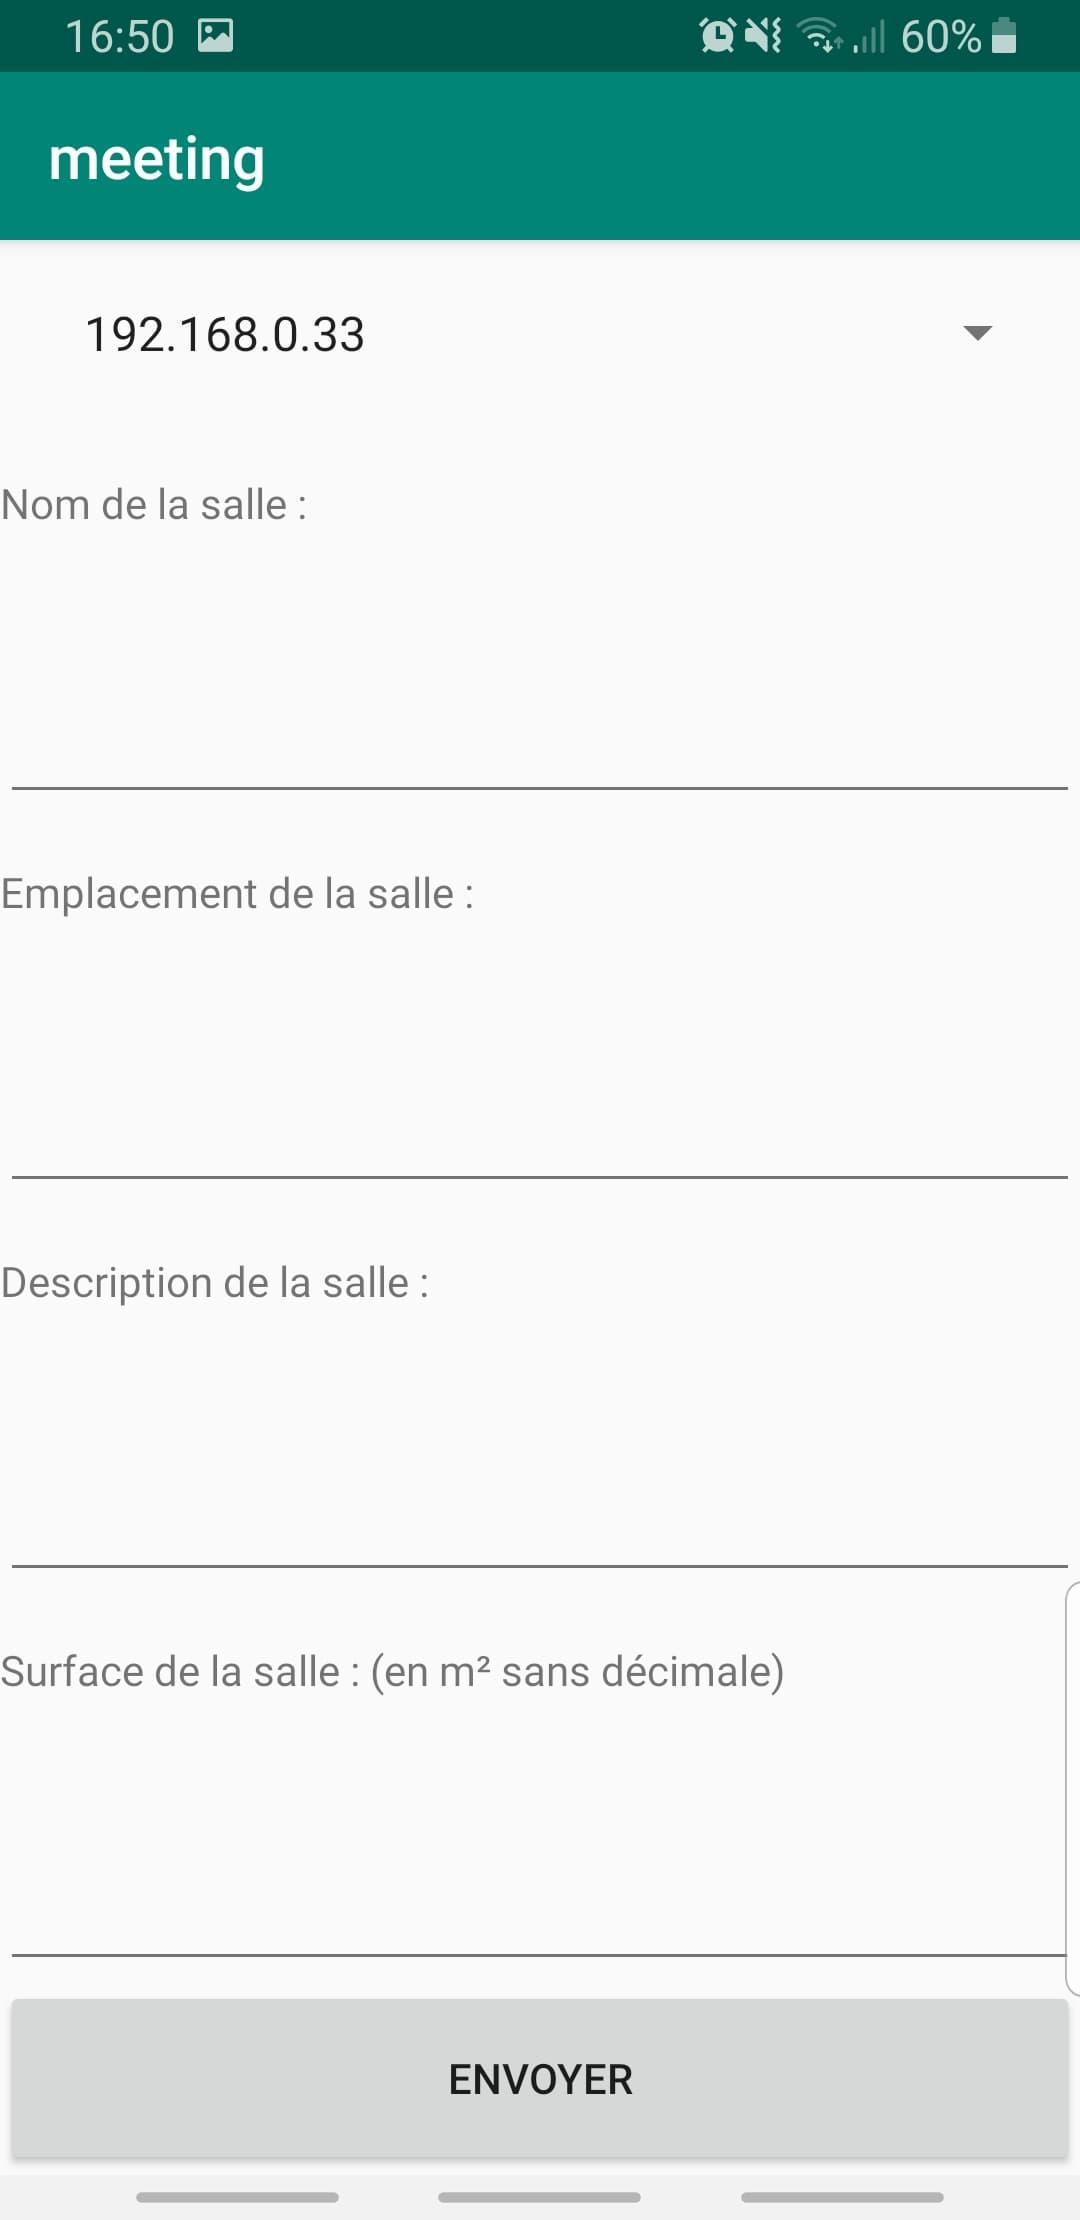 16:50
60%
meeting
192.168.0.33
Nom de la salle :
Emplacement de la salle :
Description de la salle :
Surface de la salle : (en m² sans décimale)
ENVOYER